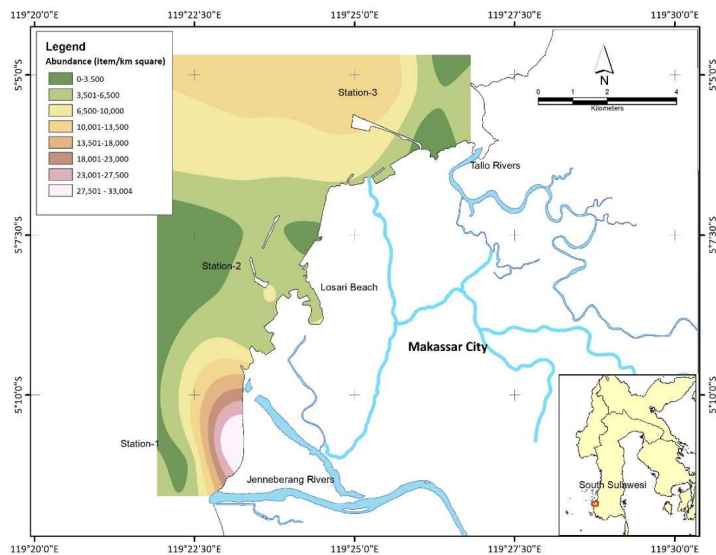 119°20'0"E 119°22'30"E 119°25'0"E 119°27'30"E 119°30'0"E
Legend
Abundance (item/km square)
0-3.500
3,501-6,500
6,500-10,000
10,001-13,500
13,501-18,000
18,001-23,000
23,001-27,500
27,501 - 33,004
5°5'0"S
5°7'30"S
5°10'0"S
Station-3
N
0 1 2 4
Kilometers
Tallo Rivers
Station-2
Losari Beach
Makassar City
Station-1
Jenneberang Rivers
South Sulawesi
5°5'0"S
5°7'30"S
5°10'0"S
119°20'0"E 119°22'30"E 119°25'0"E 119°27'30"E 119°30'0"E